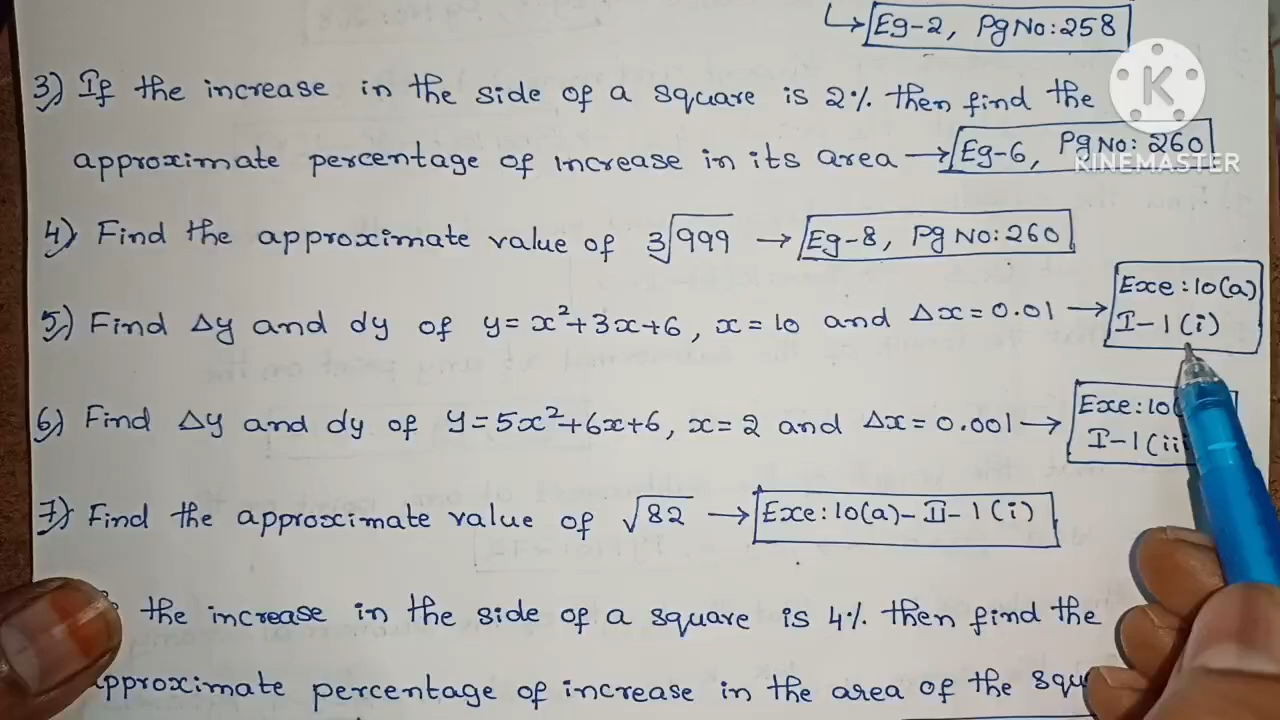 ↳ Eg-2, Pg No: 258
3) If the increase in the side of a square is 2% then find the
approximate percentage of increase in its area → Eg-6, Pg No: 260
K
KINEMASTER
4) Find the approximate value of ∛999 → Eg-8, Pg No: 260
5) Find Δy and dy of y = x²+3x+6, x = 10 and Δx = 0.01 → Exe: 10(a)
I-1(i)
6) Find Δy and dy of y = 5x²+6x+6, x = 2 and Δx = 0.001 → Exe: 10
I-1(iii
7) Find the approximate value of √82 → Exe: 10(a)-II-1(i)
the increase in the side of a square is 4% then find the
approximate percentage of increase in the area of the